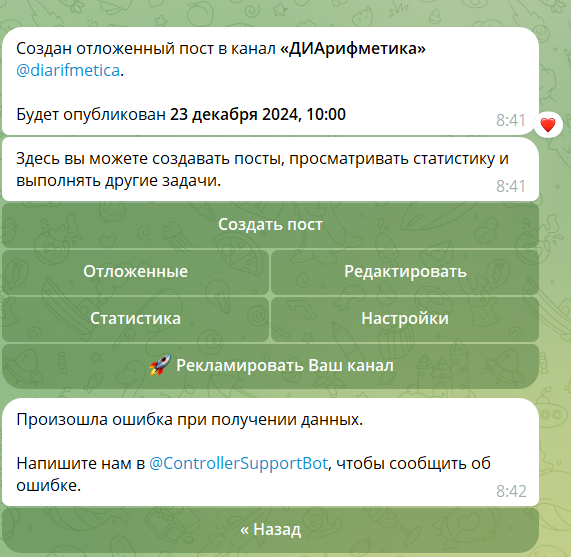 Создан отложенный пост в канал «ДИАрифметика»
@diarifmetica.
Будет опубликован 23 декабря 2024, 10:00
8:41
Здесь вы можете создавать посты, просматривать статистику и
выполнять другие задачи.
8:41
Создать пост
Отложенные
Редактировать
Статистика
Настройки
🚀 Рекламировать Ваш канал
Произошла ошибка при получении данных.
Напишите нам в @ControllerSupportBot, чтобы сообщить об
ошибке.
8:42
« Назад